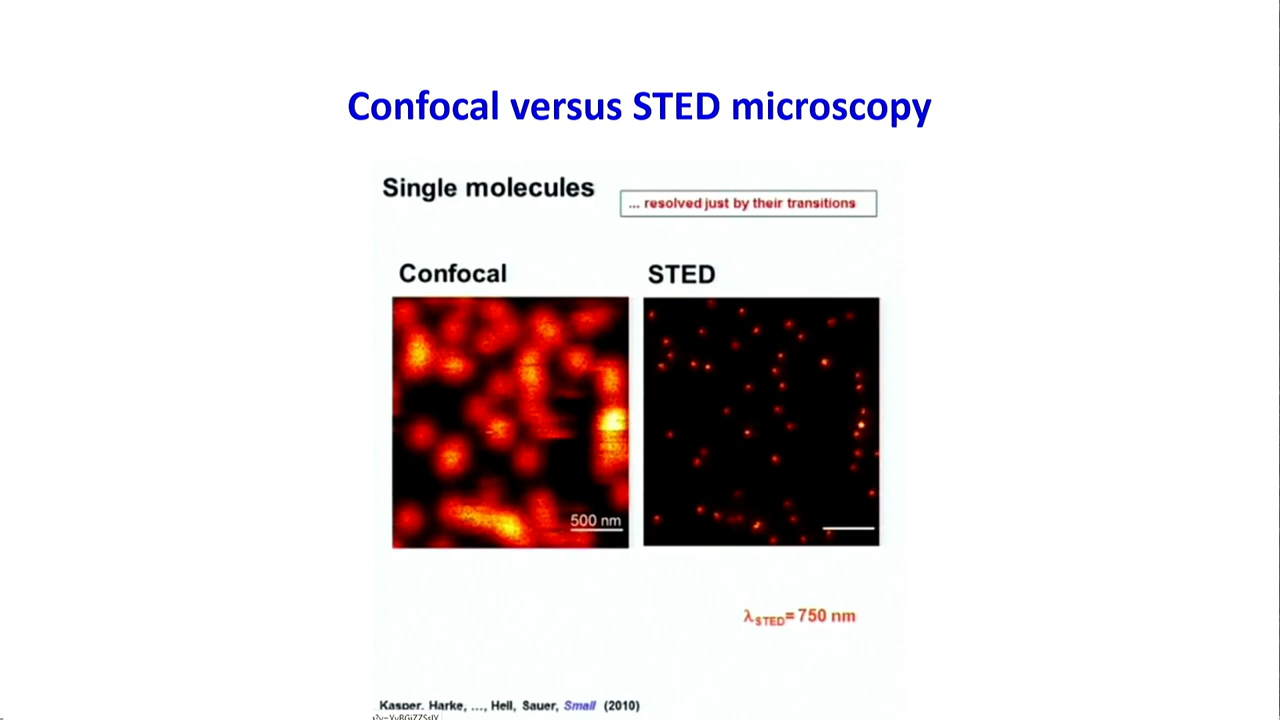 Confocal versus STED microscopy
Single molecules
... resolved just by their transitions
Confocal
STED
500 nm
λSTED= 750 nm
Kasper, Harke, ..., Hell, Sauer, Small (2010)